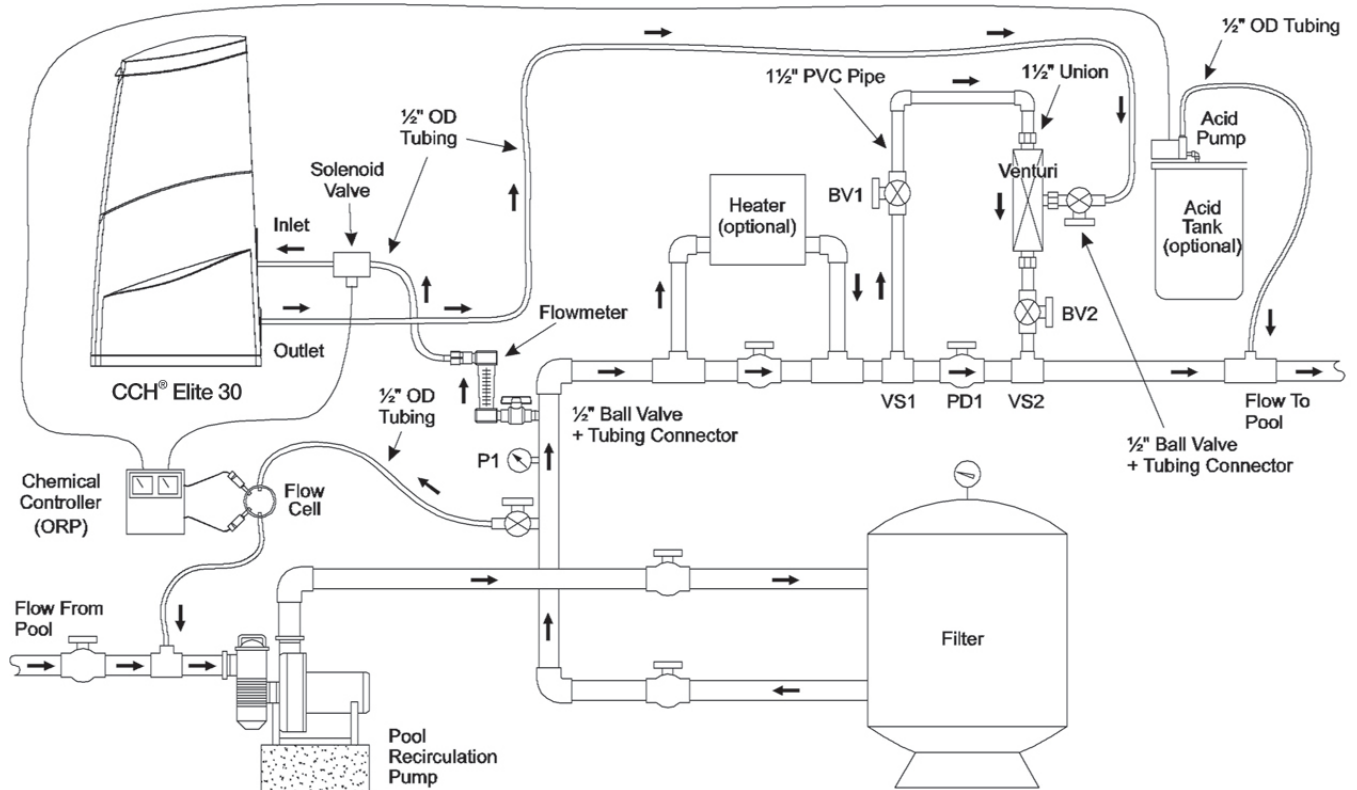 ½" OD Tubing
1½" PVC Pipe
1½" Union
½" OD
Tubing
Acid
Pump
Solenoid
Valve
Venturi
BV1
Heater
(optional)
Acid
Tank
(optional)
Inlet
BV2
Flowmeter
Outlet
CCH® Elite 30
½" OD
Tubing
½" Ball Valve
+ Tubing Connector
VS1
PD1
VS2
Flow To
Pool
½" Ball Valve
+ Tubing Connector
P1
Chemical
Controller
(ORP)
Flow
Cell
Flow From
Pool
Filter
Pool
Recirculation
Pump